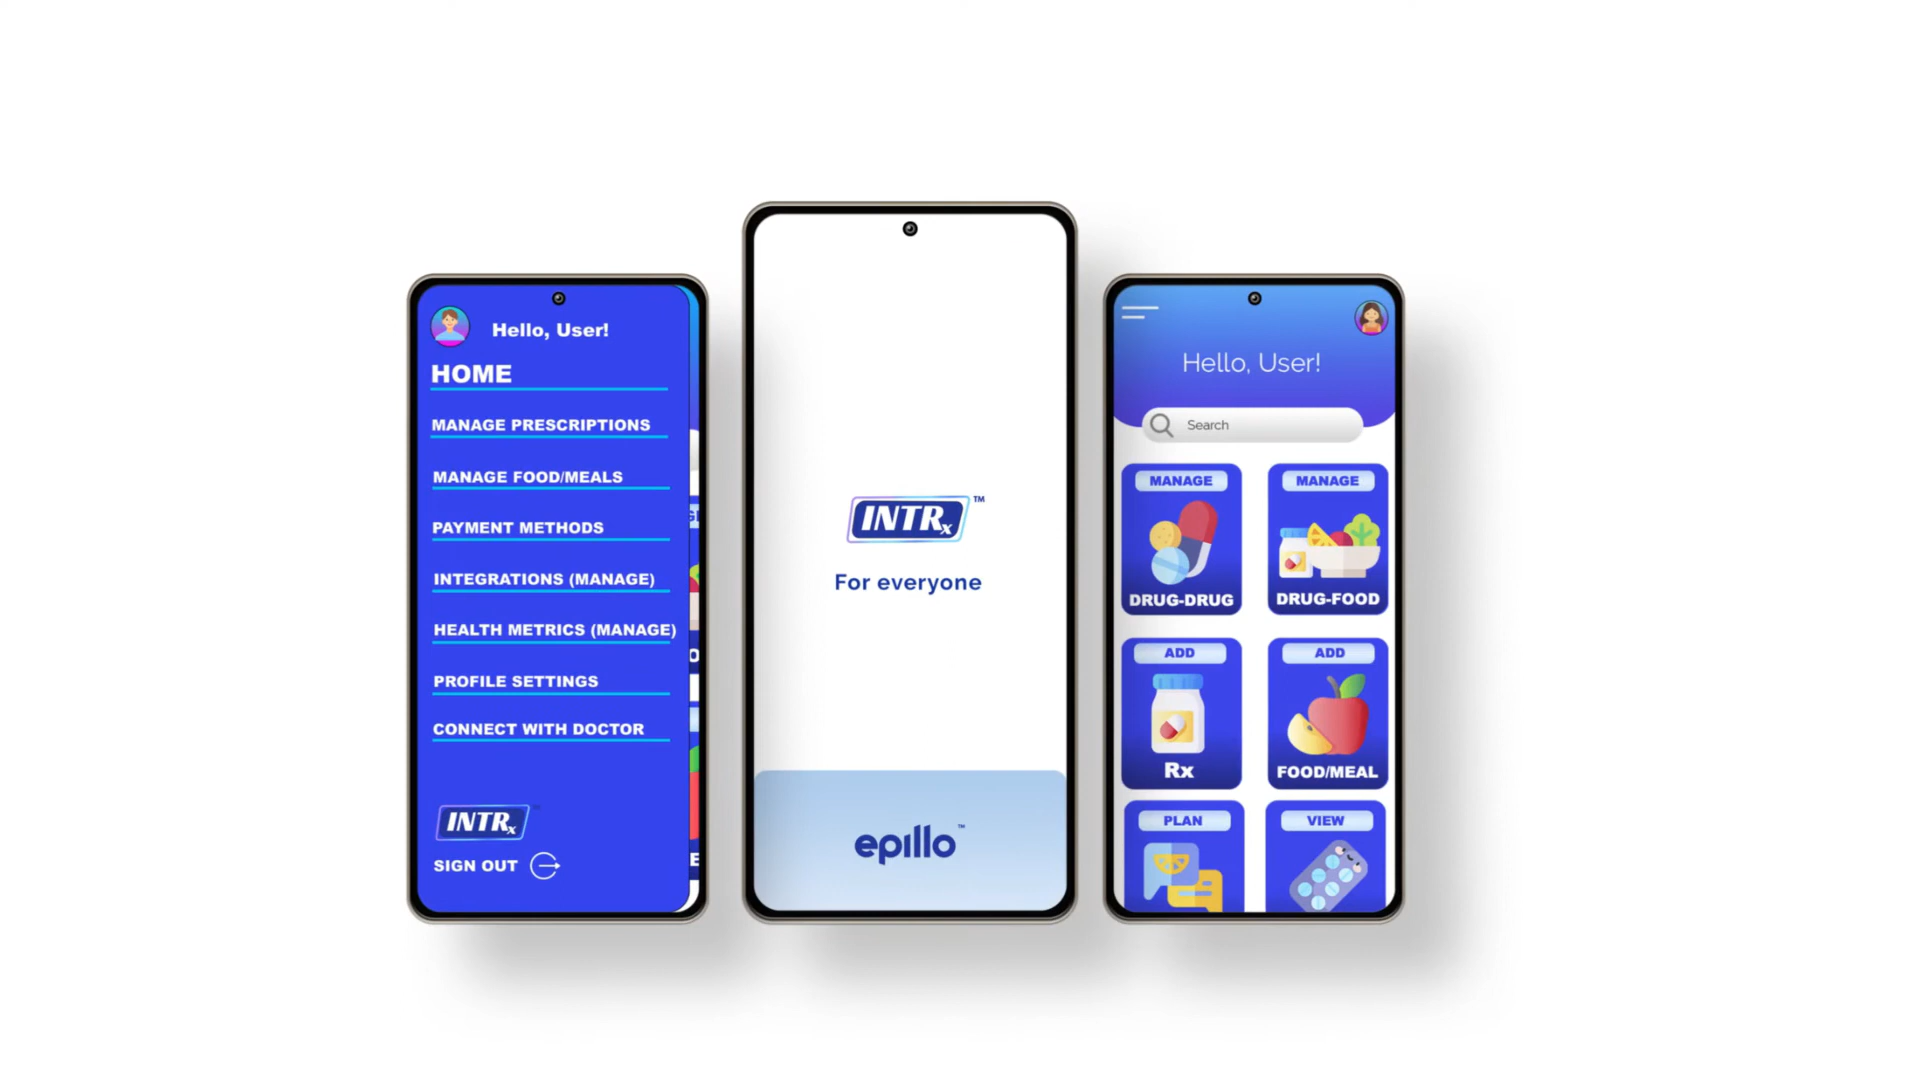 Hello, User!
HOME
MANAGE PRESCRIPTIONS
MANAGE FOOD/MEALS
PAYMENT METHODS
INTEGRATIONS (MANAGE)
HEALTH METRICS (MANAGE)
PROFILE SETTINGS
CONNECT WITH DOCTOR
INTRx
SIGN OUT
INTRx™
For everyone
epillo™
Hello, User!
Search
MANAGE
DRUG-DRUG
MANAGE
DRUG-FOOD
ADD
Rx
ADD
FOOD/MEAL
PLAN
VIEW